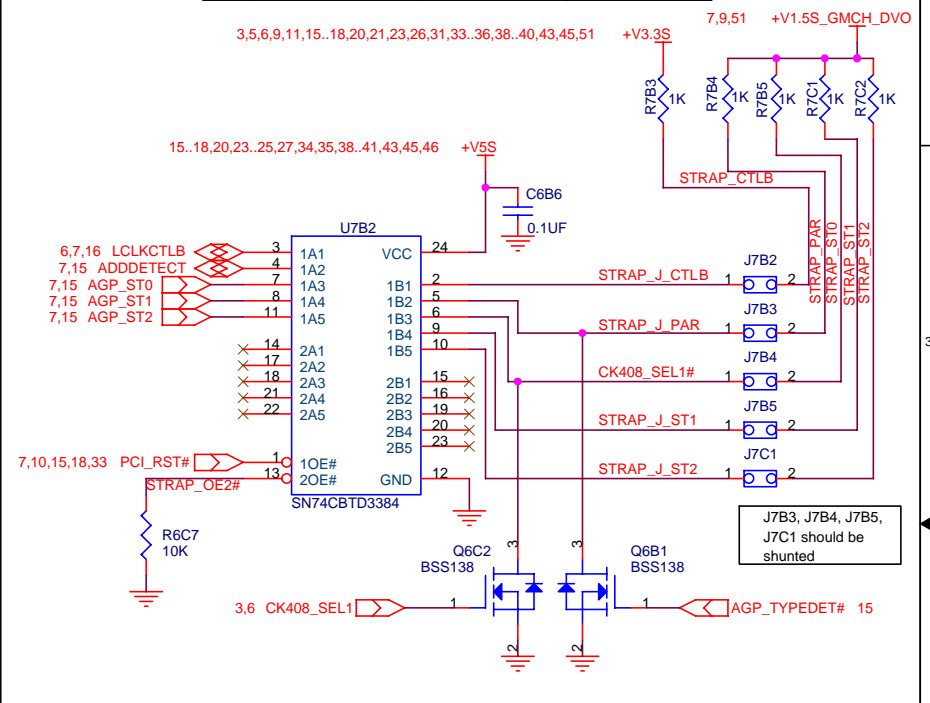 7,9,51 +V1.5S_GMCH_DVO
3,5,6,9,11,15..18,20,21,23,26,31,33..36,38..40,43,45,51 +V3.3S
R7B3 1K
R7B4 1K
R7B5 1K
R7C1 1K
R7C2 1K
15..18,20,23..25,27,34,35,38..41,43,45,46 +V5S
STRAP_CTLB
C6B6
0.1UF
STRAP_PAR
STRAP_ST0
STRAP_ST1
STRAP_ST2
U7B2
6,7,16 LCLKCTLB 3 1A1 VCC 24
7,15 ADDDETECT 4 1A2
7,15 AGP_ST0 7 1A3 1B1 2 STRAP_J_CTLB 1 J7B2 2
7,15 AGP_ST1 8 1A4 1B2 5
7,15 AGP_ST2 11 1A5 1B3 6
1B4 9 STRAP_J_PAR 1 J7B3 2
1B5 10
14 2A1
17 2A2
18 2A3 2B1 15 CK408_SEL1# 1 J7B4 2
21 2A4 2B2 16
22 2A5 2B3 19
2B4 20 STRAP_J_ST1 1 J7B5 2
2B5 23
7,10,15,18,33 PCI_RST# 1 1OE#
STRAP_OE2# 13 2OE# GND 12 STRAP_J_ST2 1 J7C1 2
SN74CBTD3384
R6C7
10K
J7B3, J7B4, J7B5,
J7C1 should be
shunted
Q6C2
BSS138
3
Q6B1
BSS138
3
3,6 CK408_SEL1 1
1 AGP_TYPEDET# 15
2
2
3